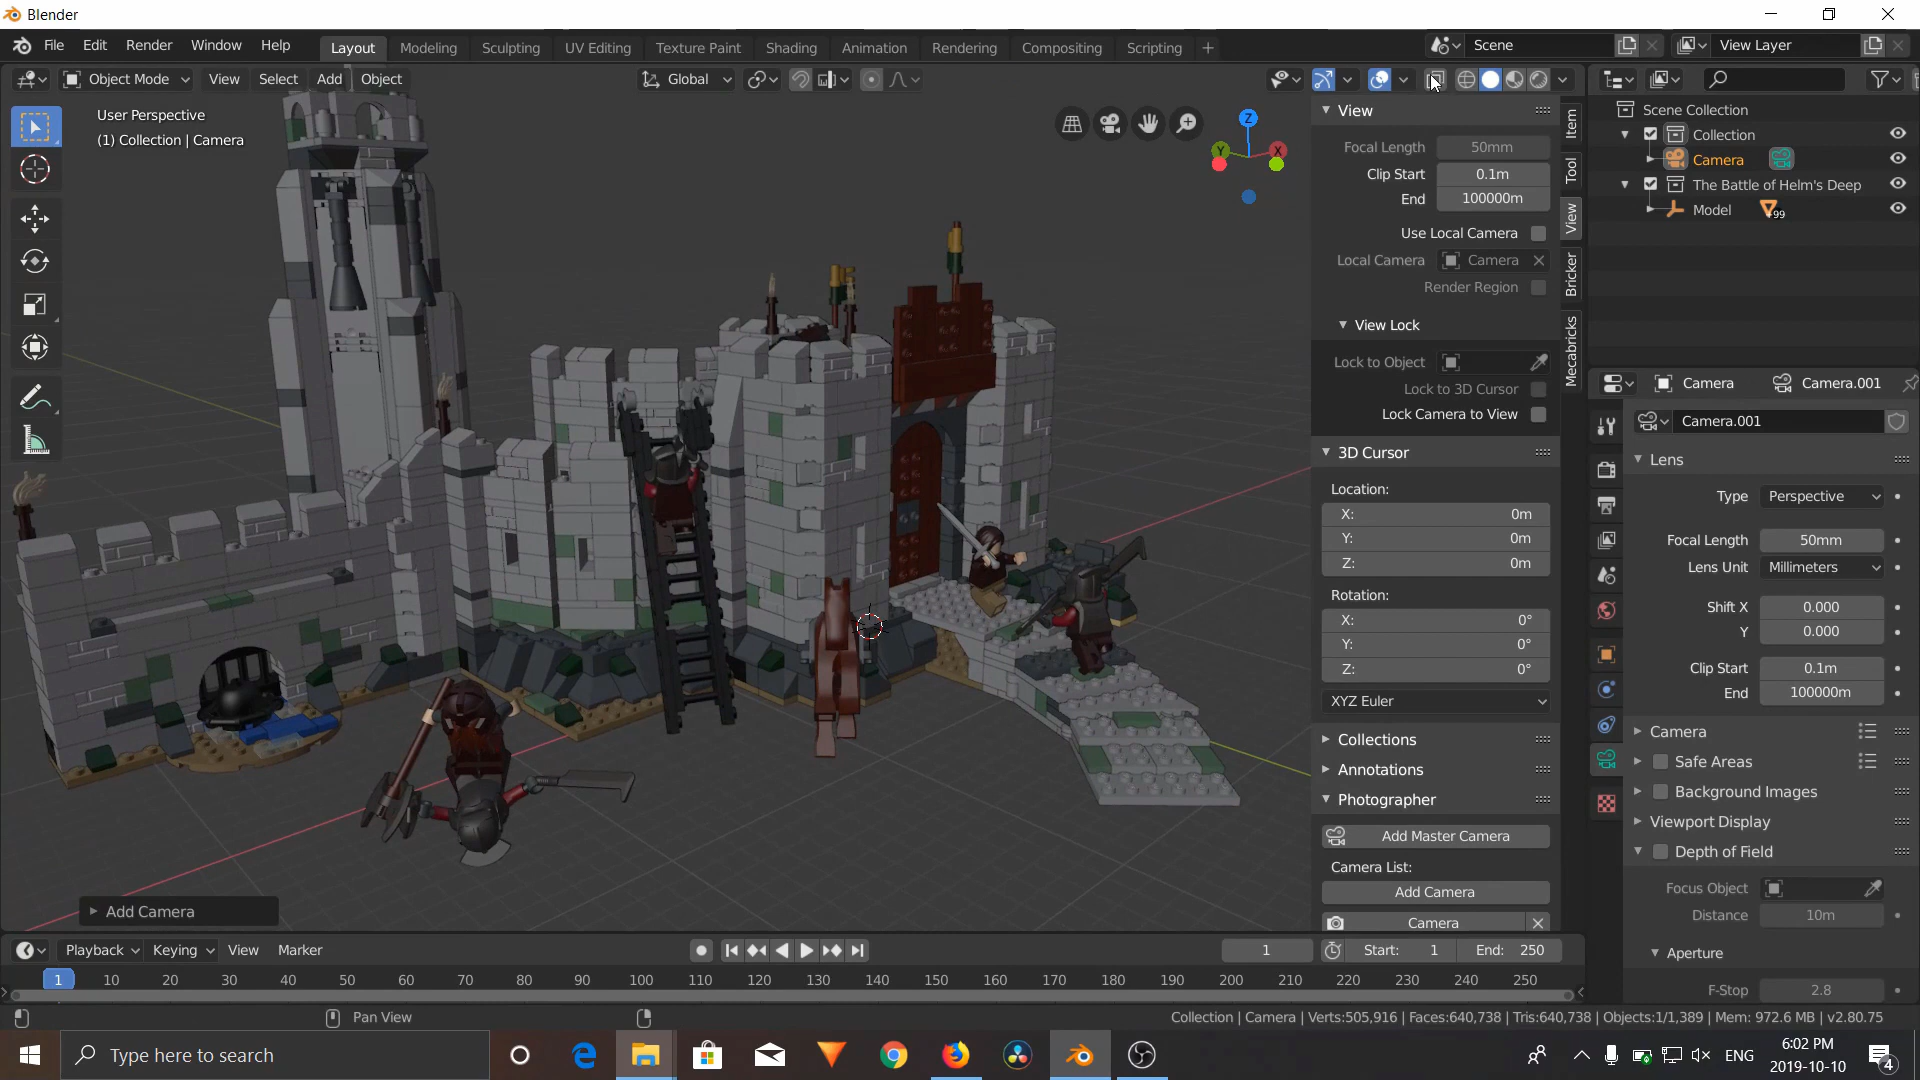 Blender
File Edit Render Window Help Layout Modeling Sculpting UV Editing Texture Paint Shading Animation Rendering Compositing Scripting + Scene View Layer
Object Mode View Select Add Object Global
User Perspective
(1) Collection | Camera
Z
Y
X
View
Focal Length 50mm
Clip Start 0.1m
End 100000m
Use Local Camera
Local Camera Camera
Render Region
View Lock
Lock to Object
Lock to 3D Cursor
Lock Camera to View
3D Cursor
Location:
X: 0m
Y: 0m
Z: 0m
Rotation:
X: 0°
Y: 0°
Z: 0°
XYZ Euler
Collections
Annotations
Photographer
Add Master Camera
Camera List:
Add Camera
Camera
Item
Tool
View
Bricker
Mecabricks
Scene Collection
Collection
Camera
The Battle of Helm's Deep
Model 99
Camera Camera.001
Camera.001
Lens
Type Perspective
Focal Length 50mm
Lens Unit Millimeters
Shift X 0.000
Y 0.000
Clip Start 0.1m
End 100000m
Camera
Safe Areas
Background Images
Viewport Display
Depth of Field
Focus Object
Distance 10m
Aperture
F-Stop 2.8
Add Camera
Playback Keying View Marker 1 Start: 1 End: 250
1 10 20 30 40 50 60 70 80 90 100 110 120 130 140 150 160 170 180 190 200 210 220 230 240 250
Pan View Collection | Camera | Verts:505,916 | Faces:640,738 | Tris:640,738 | Objects:1/1,389 | Mem: 972.6 MB | v2.80.75
Type here to search ENG 6:02 PM
2019-10-10 4